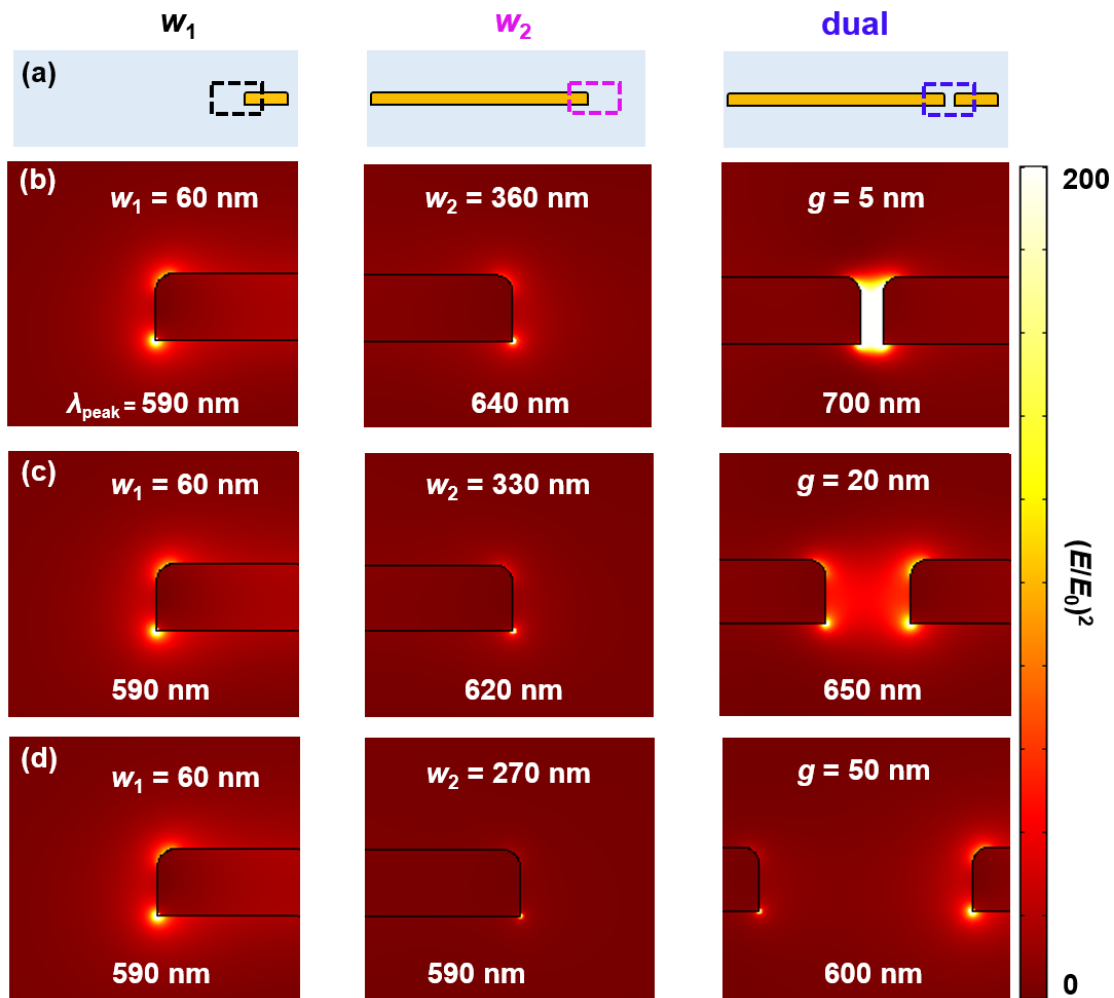 w₁ w₂ dual
(a)
(b) w₁ = 60 nm w₂ = 360 nm g = 5 nm 200
λpeak = 590 nm 640 nm 700 nm
(c) w₁ = 60 nm w₂ = 330 nm g = 20 nm
(E/E₀)²
590 nm 620 nm 650 nm
(d) w₁ = 60 nm w₂ = 270 nm g = 50 nm
590 nm 590 nm 600 nm 0